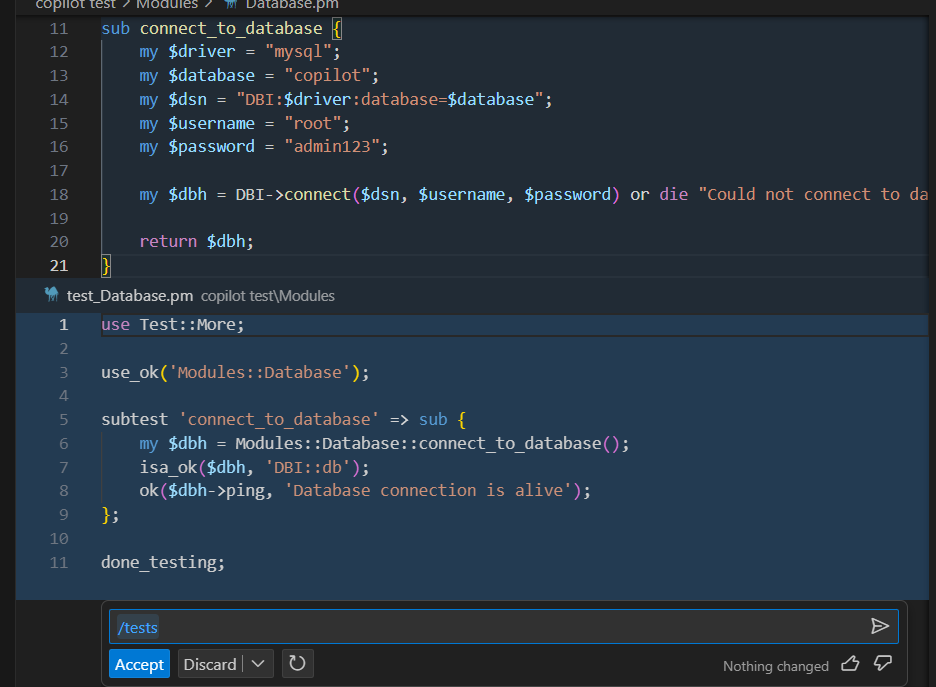 copilot test > Modules > Database.pm
11 sub connect_to_database {
12 my $driver = "mysql";
13 my $database = "copilot";
14 my $dsn = "DBI:$driver:database=$database";
15 my $username = "root";
16 my $password = "admin123";
17
18 my $dbh = DBI->connect($dsn, $username, $password) or die "Could not connect to da
19
20 return $dbh;
21 }
test_Database.pm copilot test\Modules
1 use Test::More;
2
3 use_ok('Modules::Database');
4
5 subtest 'connect_to_database' => sub {
6 my $dbh = Modules::Database::connect_to_database();
7 isa_ok($dbh, 'DBI::db');
8 ok($dbh->ping, 'Database connection is alive');
9 };
10
11 done_testing;
/tests
Accept Discard Nothing changed